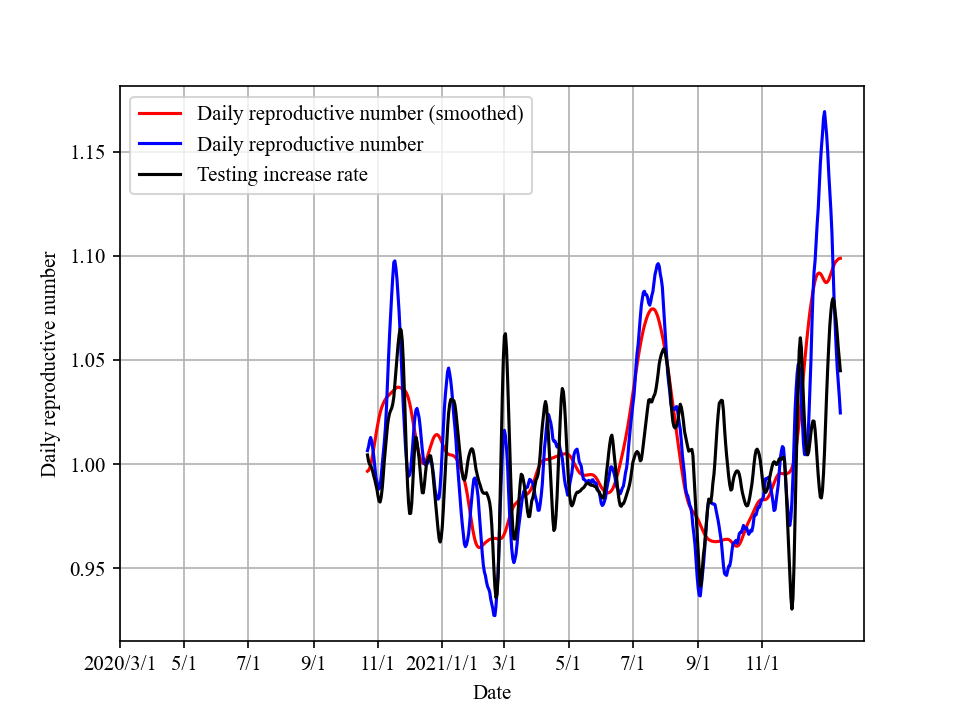 Daily reproductive number (smoothed)
Daily reproductive number
Testing increase rate
1.15
1.10
1.05
1.00
0.95
Daily reproductive number
2020/3/1 5/1 7/1 9/1 11/1 2021/1/1 3/1 5/1 7/1 9/1 11/1
Date